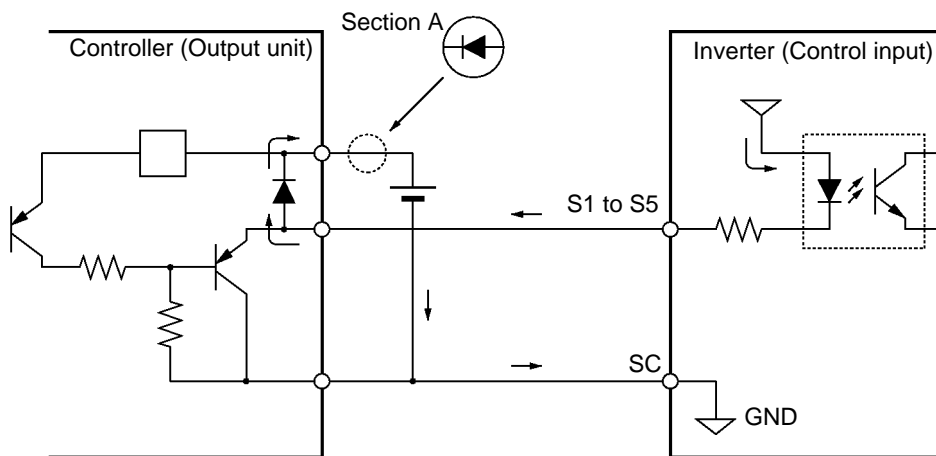 Section A
Controller (Output unit)
Inverter (Control input)
S1 to S5
SC
GND